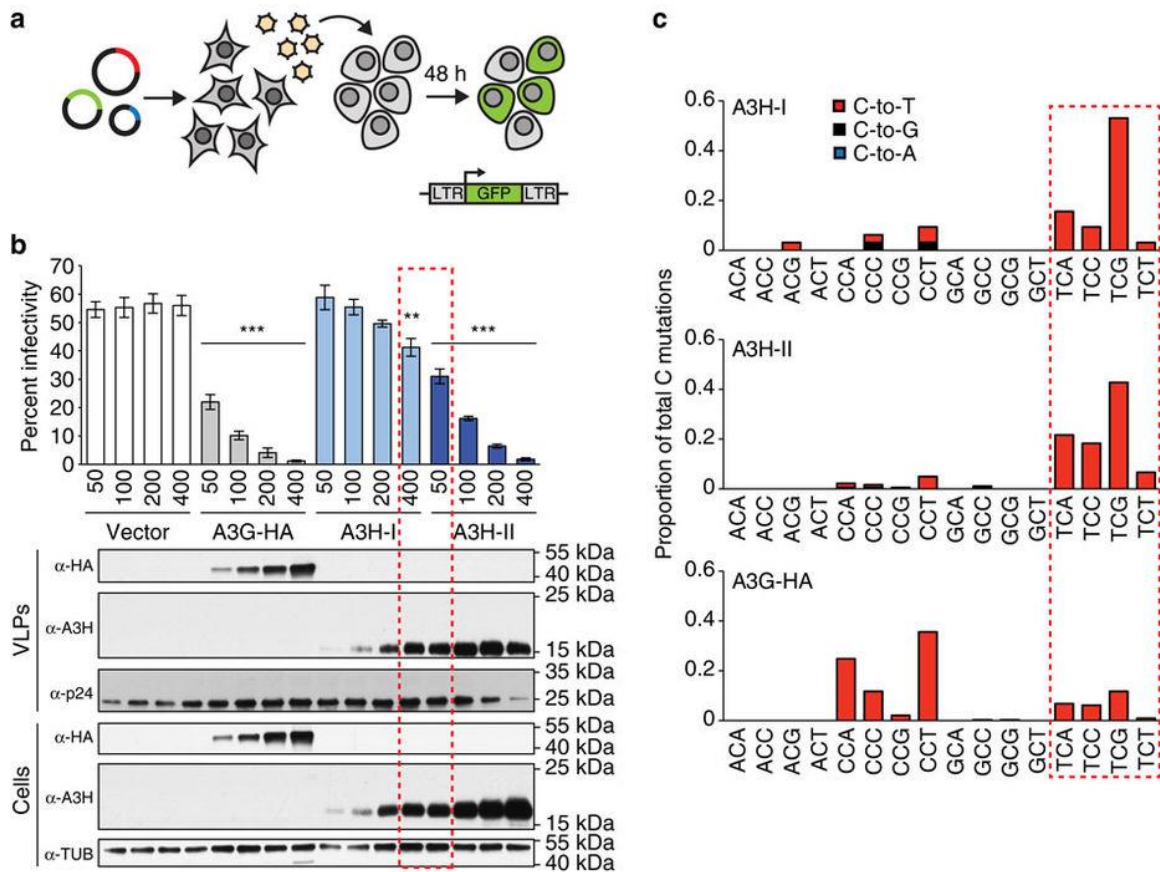 a
48 h
LTR GFP LTR
b
Percent infectivity
70
60
50
40
30
20
10
0
*** ** ***
50 100 200 400 50 100 200 400 50 100 200 400 50 100 200 400
Vector A3G-HA A3H-I A3H-II
VLPs
α-HA 55 kDa
40 kDa
25 kDa
α-A3H
15 kDa
35 kDa
α-p24 25 kDa
Cells
α-HA 55 kDa
40 kDa
25 kDa
α-A3H
15 kDa
α-TUB 55 kDa
40 kDa
c
Proportion of total C mutations
A3H-I
C-to-T
C-to-G
C-to-A
0.6
0.4
0.2
0
ACA ACC ACG ACT CCA CCC CCG CCT GCA GCC GCG GCT TCA TCC TCG TCT
A3H-II
0.6
0.4
0.2
0
ACA ACC ACG ACT CCA CCC CCG CCT GCA GCC GCG GCT TCA TCC TCG TCT
A3G-HA
0.6
0.4
0.2
0
ACA ACC ACG ACT CCA CCC CCG CCT GCA GCC GCG GCT TCA TCC TCG TCT